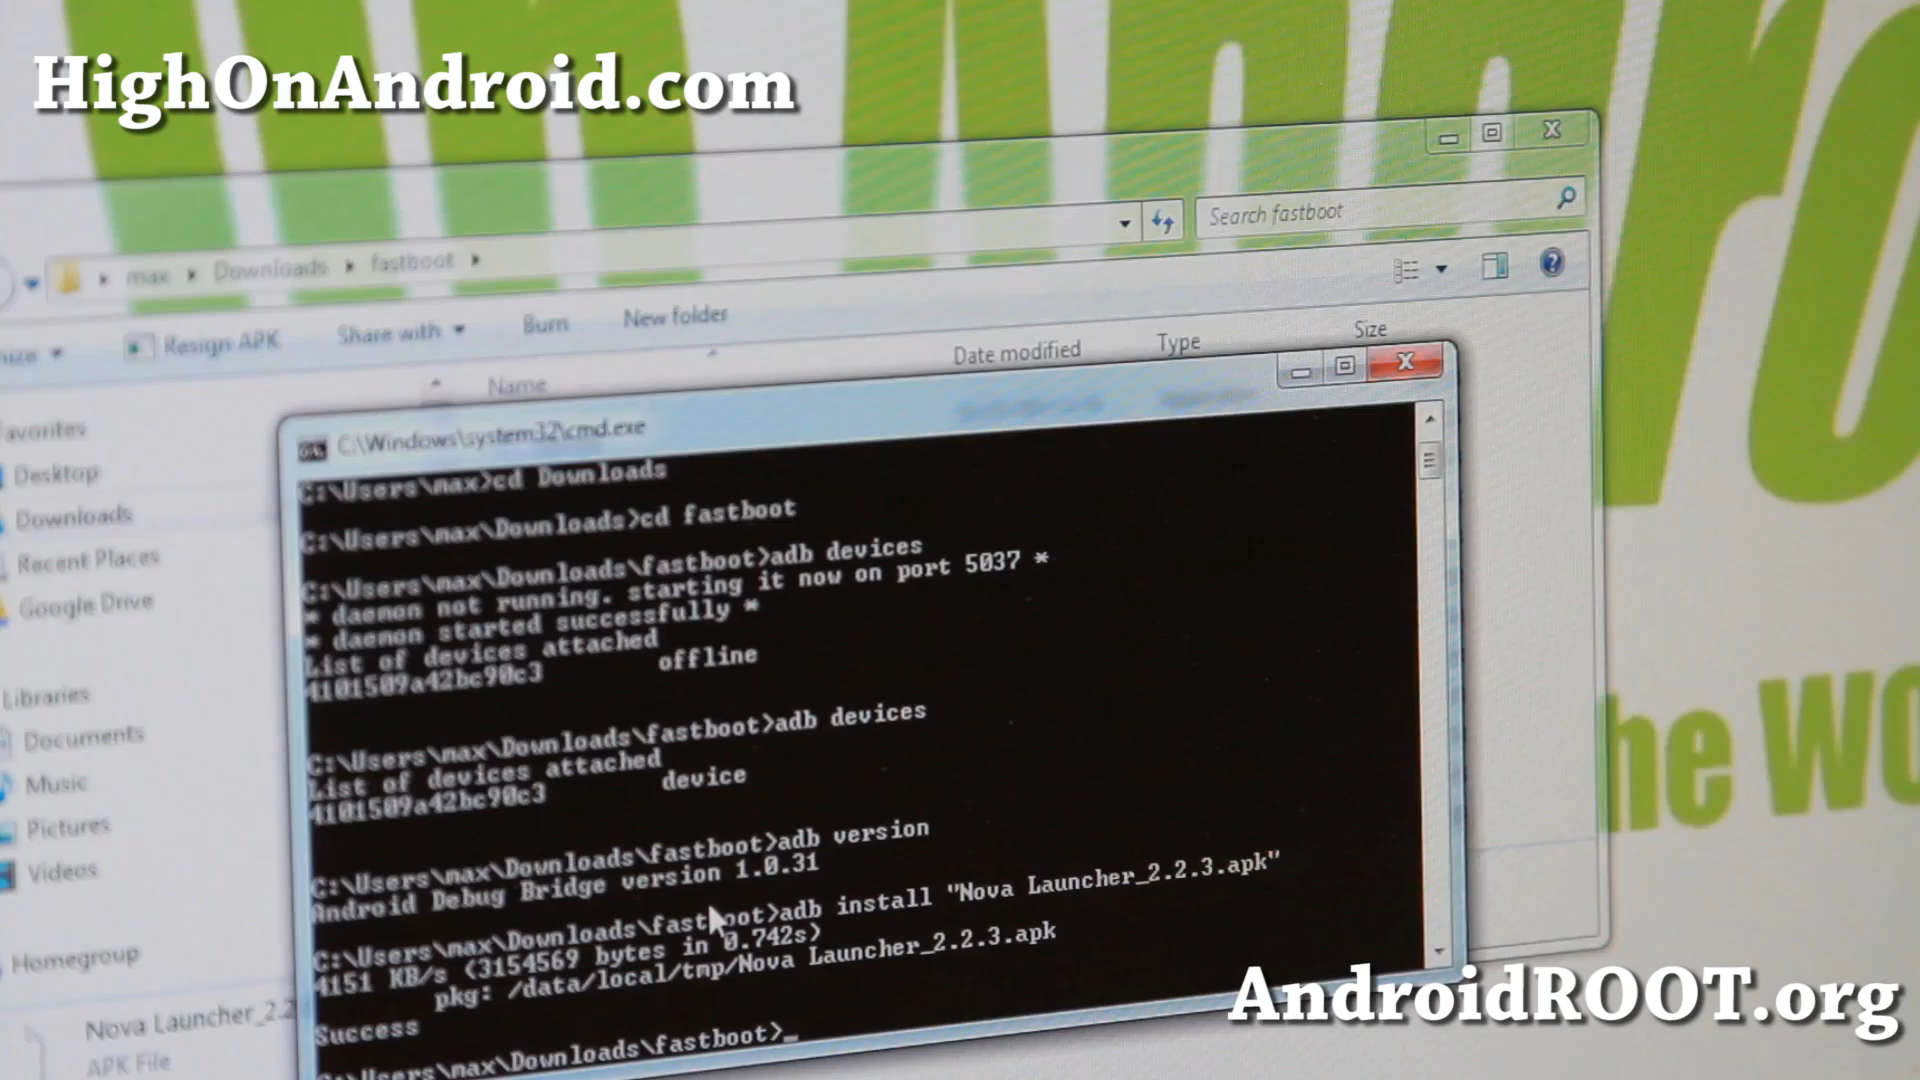 HighOnAndroid.com
Search fastboot
max Downloads fastboot
Resign APK Share with Burn New folder
Name Date modified Type Size
Desktop
Downloads
Recent Places
Google Drive
Libraries
Documents
Music
Pictures
Videos
Homegroup
Nova Launcher_2.2
APK File
C:\Windows\system32\cmd.exe
C:\Users\max>cd Downloads
C:\Users\max\Downloads>cd fastboot
C:\Users\max\Downloads\fastboot>adb devices
* daemon not running. starting it now on port 5037 *
* daemon started successfully *
List of devices attached
4101509a42bc90c3 offline
C:\Users\max\Downloads\fastboot>adb devices
List of devices attached
4101509a42bc90c3 device
C:\Users\max\Downloads\fastboot>adb version
Android Debug Bridge version 1.0.31
C:\Users\max\Downloads\fastboot>adb install "Nova Launcher_2.2.3.apk"
4151 KB/s (3154569 bytes in 0.742s)
pkg: /data/local/tmp/Nova Launcher_2.2.3.apk
Success
C:\Users\max\Downloads\fastboot>_
he WO
AndroidROOT.org